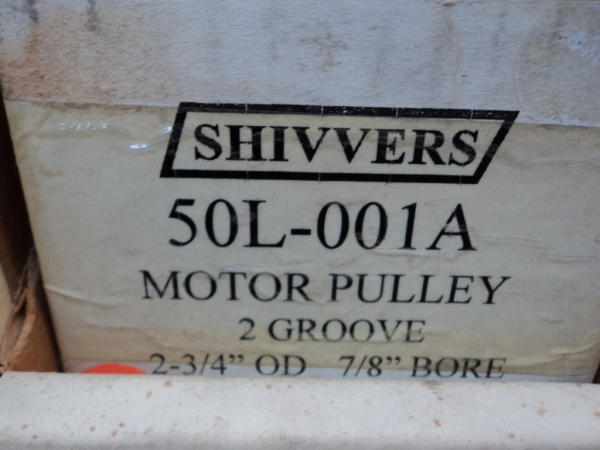 SHIVVERS
50L-001A
MOTOR PULLEY
2 GROOVE
2-3/4” OD 7/8” BORE